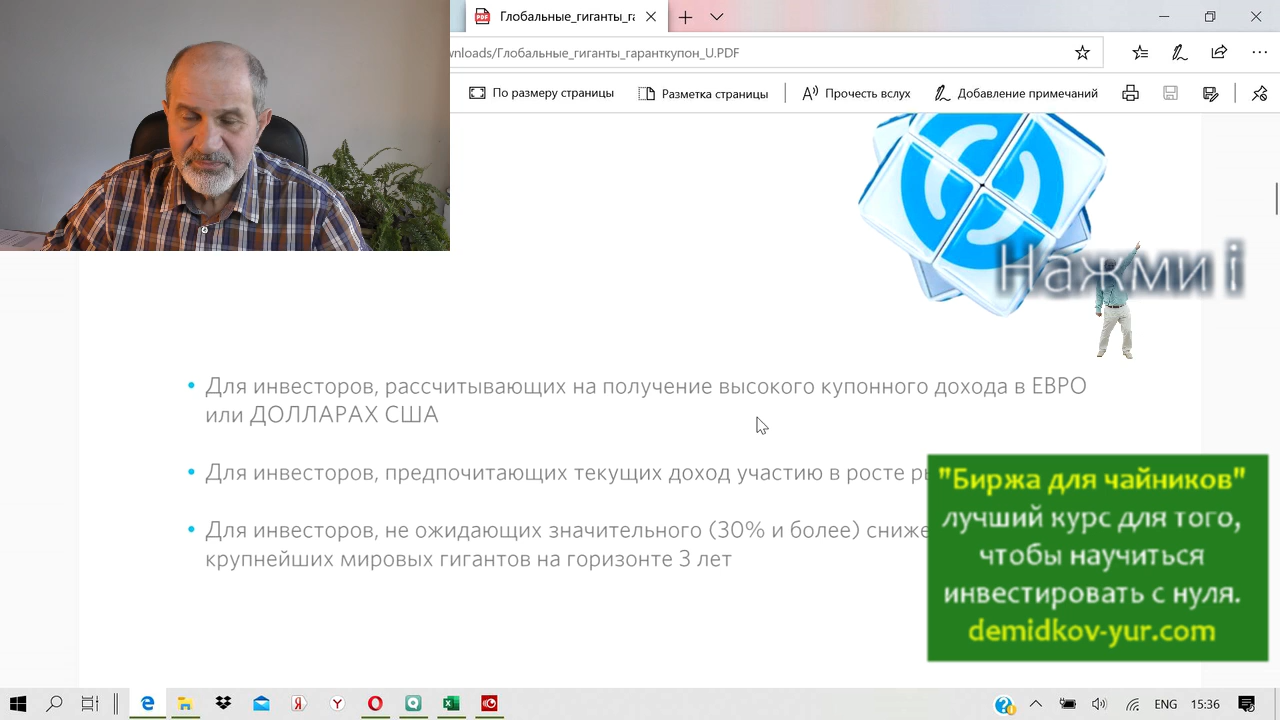 Глобальные_гиганты_га
wnloads/Глобальные_гиганты_гаранткупон_U.PDF
По размеру страницы
Разметка страницы
Прочесть вслух
Добавление примечаний
Нажми i
• Для инвесторов, рассчитывающих на получение высокого купонного дохода в ЕВРО
или ДОЛЛАРАХ США
• Для инвесторов, предпочитающих текущих доход участию в росте
• Для инвесторов, не ожидающих значительного (30% и более) сниже
крупнейших мировых гигантов на горизонте 3 лет
"Биржа для чайников"
лучший курс для того,
чтобы научиться
инвестировать с нуля.
demidkov-yur.com
ENG
15:36